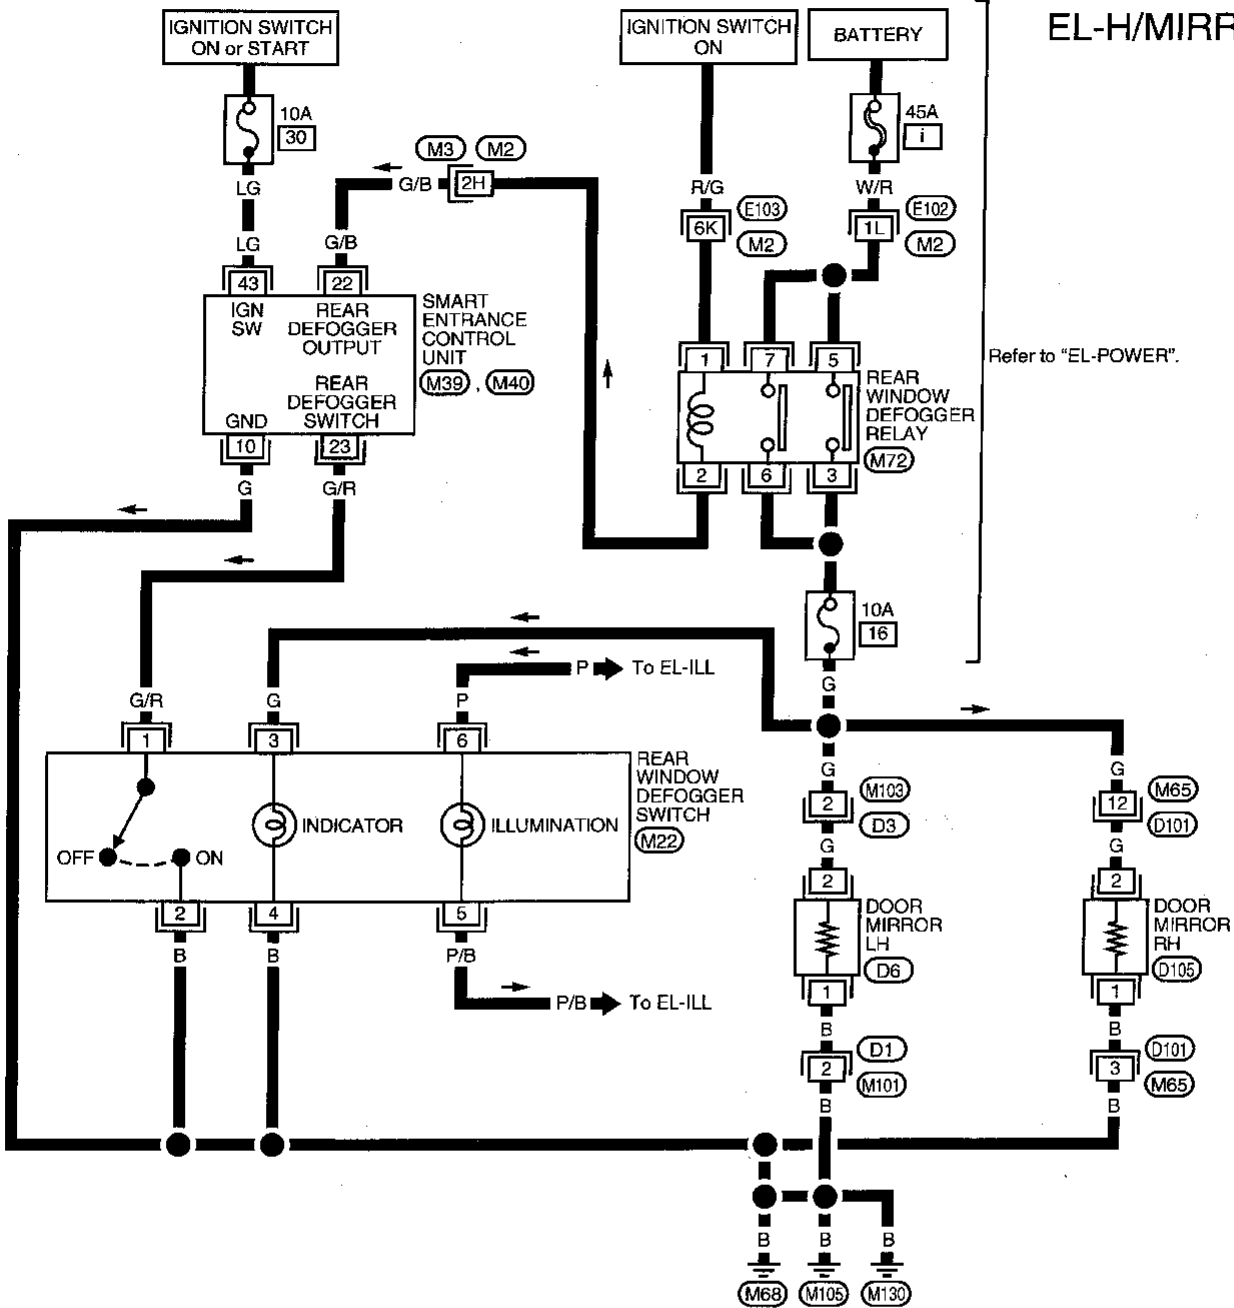 EL-H/MIRR
IGNITION SWITCH
ON or START
IGNITION SWITCH
ON
BATTERY
10A
30
45A
i
M3
M2
LG
G/B
2H
R/G
W/R
E103
E102
6K
1L
M2
M2
LG
G/B
43
22
IGN
SW
REAR
DEFOGGER
OUTPUT
SMART
ENTRANCE
CONTROL
UNIT
M39 , M40
REAR
DEFOGGER
SWITCH
GND
10
23
G
G/R
1
7
5
Refer to "EL-POWER".
REAR
WINDOW
DEFOGGER
RELAY
M72
2
6
3
10A
16
P
To EL-ILL
G/R
G
P
G
1
3
6
REAR
WINDOW
DEFOGGER
SWITCH
M22
INDICATOR
ILLUMINATION
OFF
ON
2
4
5
B
B
P/B
P/B
To EL-ILL
G
G
2
M103
D3
12
M65
D101
G
G
2
2
DOOR
MIRROR
LH
D6
DOOR
MIRROR
RH
D105
1
1
B
B
2
D1
M101
3
D101
M65
B
B
B
B
B
M68
M105
M130